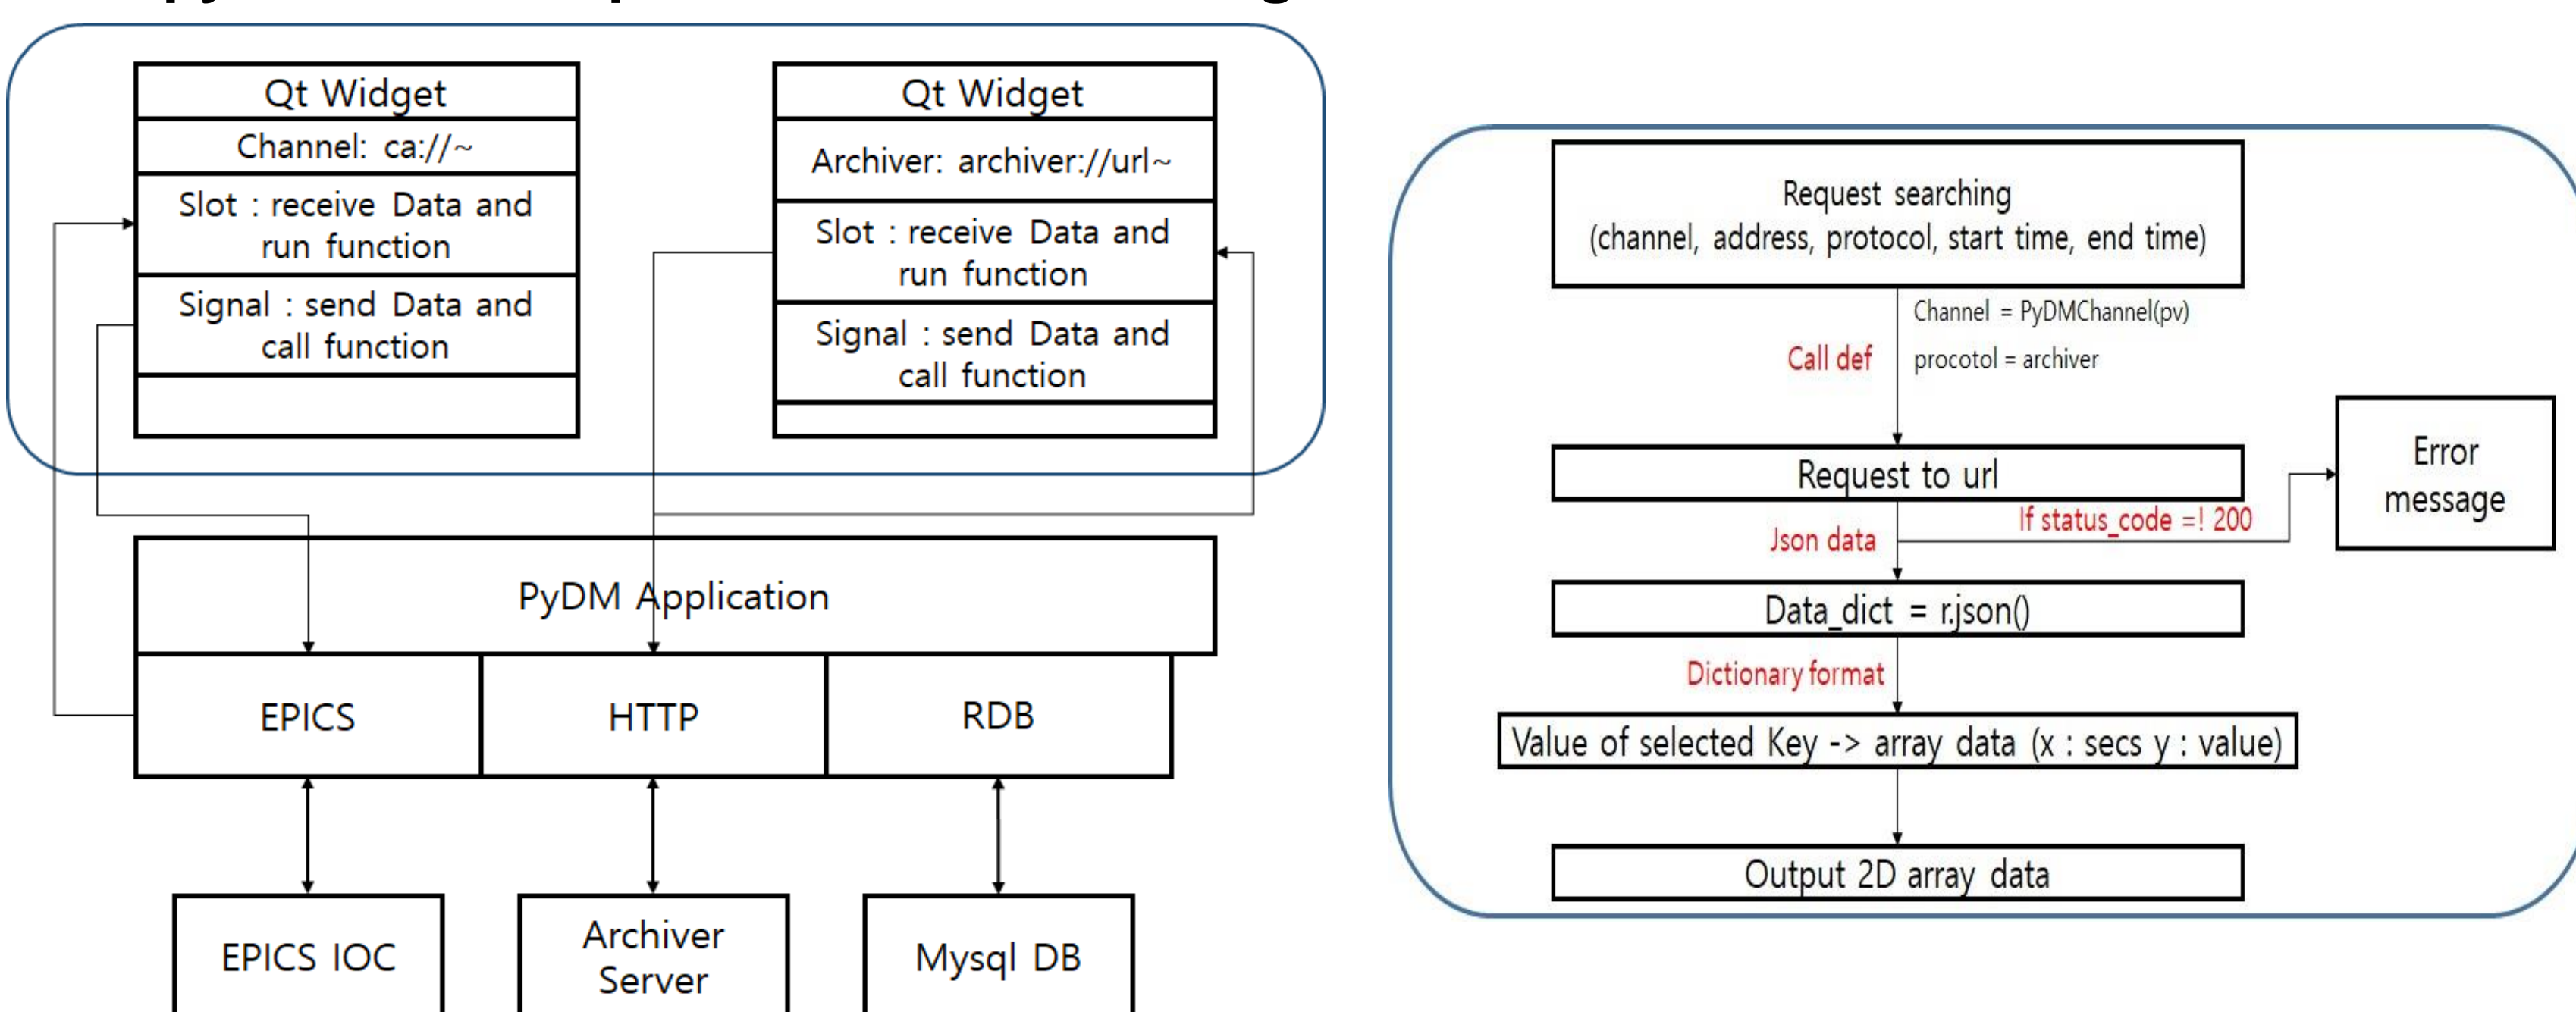 Qt Widget
Channel: ca://~
Slot : receive Data and
run function
Signal : send Data and
call function
Qt Widget
Archiver: archiver://url~
Slot : receive Data and
run function
Signal : send Data and
call function
PyDM Application
EPICS
HTTP
RDB
EPICS IOC
Archiver
Server
Mysql DB
Request searching
(channel, address, protocol, start time, end time)
Channel = PyDMChannel(pv)
Call def
procotol = archiver
Request to url
Error
message
If status_code =! 200
Json data
Data_dict = r.json()
Dictionary format
Value of selected Key -> array data (x : secs y : value)
Output 2D array data